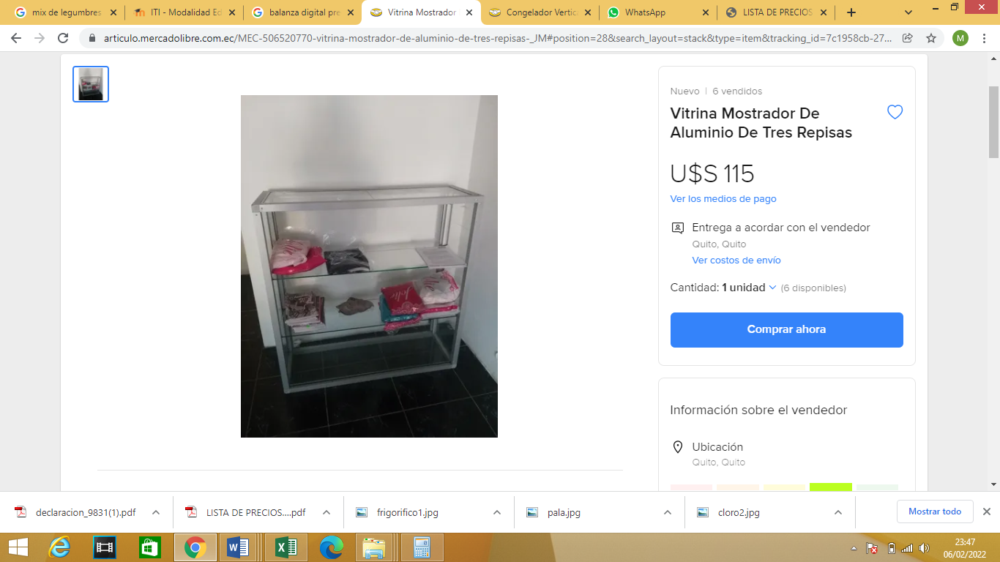 mix de legumbres
ITI - Modalidad Ed
balanza digital pre
Vitrina Mostrador
Congelador Vertic
WhatsApp
LISTA DE PRECIOS
articulo.mercadolibre.com.ec/MEC-506520770-vitrina-mostrador-de-aluminio-de-tres-repisas-_JM#position=28&search_layout=stack&type=item&tracking_id=7c1958cb-27...
M
Nuevo | 6 vendidos
Vitrina Mostrador De
Aluminio De Tres Repisas
U$S 115
Ver los medios de pago
Entrega a acordar con el vendedor
Quito, Quito
Ver costos de envío
Cantidad: 1 unidad (6 disponibles)
Comprar ahora
Información sobre el vendedor
Ubicación
Quito, Quito
declaracion_9831(1).pdf
LISTA DE PRECIOS....pdf
frigorifico1.jpg
pala.jpg
cloro2.jpg
Mostrar todo
23:47
06/02/2022